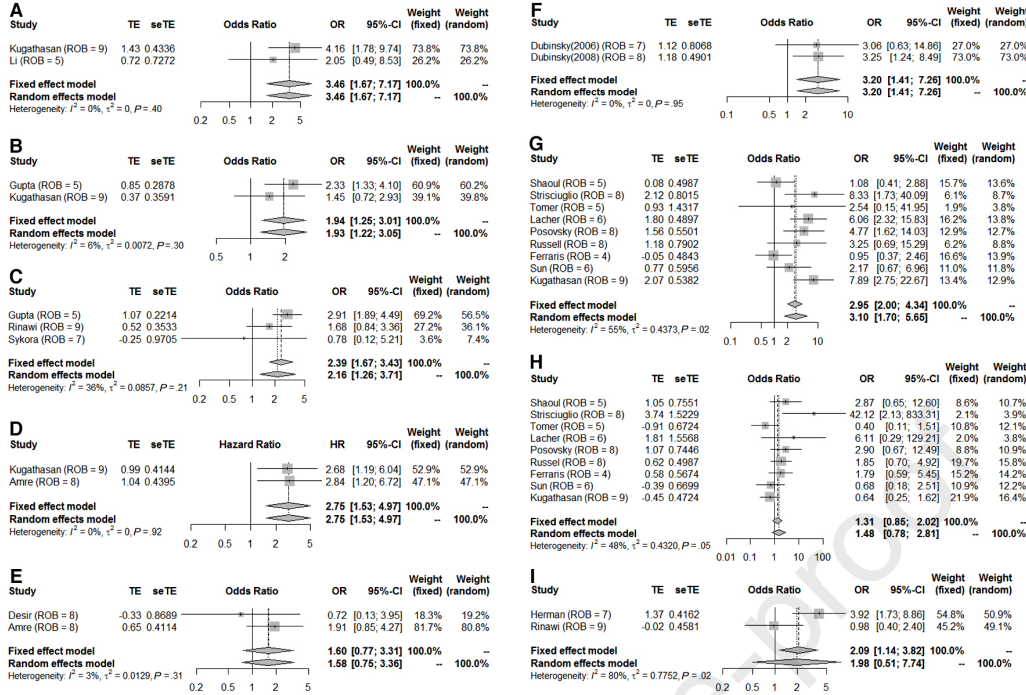 A
Study TE seTE Odds Ratio OR 95%-CI Weight (fixed) Weight (random)
Kugathasan (ROB = 9) 1.43 0.4336 4.16 [1.78; 9.74] 73.8% 73.8%
Li (ROB = 5) 0.72 0.7272 2.05 [0.49; 8.53] 26.2% 26.2%
Fixed effect model 3.46 [1.67; 7.17] 100.0% --
Random effects model 3.46 [1.67; 7.17] -- 100.0%
Heterogeneity: I² = 0%, τ² = 0, P = .40
0.2 0.5 1 2 5
B
Study TE seTE Odds Ratio OR 95%-CI Weight (fixed) Weight (random)
Gupta (ROB = 5) 0.85 0.2878 2.33 [1.33; 4.10] 60.9% 60.2%
Kugathasan (ROB = 9) 0.37 0.3591 1.45 [0.72; 2.93] 39.1% 39.8%
Fixed effect model 1.94 [1.25; 3.01] 100.0% --
Random effects model 1.93 [1.22; 3.05] -- 100.0%
Heterogeneity: I² = 6%, τ² = 0.0072, P = .30
0.2 0.5 1 2
C
Study TE seTE Odds Ratio OR 95%-CI Weight (fixed) Weight (random)
Gupta (ROB = 5) 1.07 0.2214 2.91 [1.89; 4.49] 69.2% 56.5%
Rinawi (ROB = 9) 0.52 0.3533 1.68 [0.84; 3.36] 27.2% 36.1%
Sykora (ROB = 7) -0.25 0.9705 0.78 [0.12; 5.21] 3.6% 7.4%
Fixed effect model 2.39 [1.67; 3.43] 100.0% --
Random effects model 2.16 [1.26; 3.71] -- 100.0%
Heterogeneity: I² = 36%, τ² = 0.0857, P = .21
0.2 0.5 1 2 5
D
Study TE seTE Hazard Ratio HR 95%-CI Weight (fixed) Weight (random)
Kugathasan (ROB = 9) 0.99 0.4144 2.68 [1.19; 6.04] 52.9% 52.9%
Amre (ROB = 8) 1.04 0.4395 2.84 [1.20; 6.72] 47.1% 47.1%
Fixed effect model 2.75 [1.53; 4.97] 100.0% --
Random effects model 2.75 [1.53; 4.97] -- 100.0%
Heterogeneity: I² = 0%, τ² = 0, P = .92
0.2 0.5 1 2 5
E
Study TE seTE Odds Ratio OR 95%-CI Weight (fixed) Weight (random)
Desir (ROB = 8) -0.33 0.8689 0.72 [0.13; 3.95] 18.3% 19.2%
Amre (ROB = 8) 0.65 0.4114 1.91 [0.85; 4.27] 81.7% 80.8%
Fixed effect model 1.60 [0.77; 3.31] 100.0% --
Random effects model 1.58 [0.75; 3.36] -- 100.0%
Heterogeneity: I² = 3%, τ² = 0.0129, P = .31
0.2 0.5 1 2 5
F
Study TE seTE Odds Ratio OR 95%-CI Weight (fixed) Weight (random)
Dubinsky(2006) (ROB = 7) 1.12 0.8068 3.06 [0.63; 14.86] 27.0% 27.0%
Dubinsky(2008) (ROB = 8) 1.18 0.4901 3.25 [1.24; 8.49] 73.0% 73.0%
Fixed effect model 3.20 [1.41; 7.26] 100.0% --
Random effects model 3.20 [1.41; 7.26] -- 100.0%
Heterogeneity: I² = 0%, τ² = 0, P = .95
0.1 0.5 1 2 10
G
Study TE seTE Odds Ratio OR 95%-CI Weight (fixed) Weight (random)
Shaoul (ROB = 5) 0.08 0.4987 1.08 [0.41; 2.88] 15.7% 13.6%
Strisciuglio (ROB = 8) 2.12 0.8015 8.33 [1.73; 40.09] 6.1% 8.7%
Tomer (ROB = 5) 0.93 1.4317 2.54 [0.15; 41.95] 1.9% 3.8%
Lacher (ROB = 6) 1.80 0.4897 6.06 [2.32; 15.83] 16.2% 13.8%
Posovsky (ROB = 8) 1.56 0.5501 4.77 [1.62; 14.03] 12.9% 12.7%
Russell (ROB = 8) 1.18 0.7902 3.25 [0.69; 15.29] 6.2% 8.8%
Ferraris (ROB = 4) -0.05 0.4843 0.95 [0.37; 2.46] 16.6% 13.9%
Sun (ROB = 6) 0.77 0.5956 2.17 [0.67; 6.96] 11.0% 11.8%
Kugathasan (ROB = 9) 2.07 0.5382 7.89 [2.75; 22.67] 13.4% 12.9%
Fixed effect model 2.95 [2.00; 4.34] 100.0% --
Random effects model 3.10 [1.70; 5.65] -- 100.0%
Heterogeneity: I² = 55%, τ² = 0.4373, P = .02
0.1 0.5 1 2 10
H
Study TE seTE Odds Ratio OR 95%-CI Weight (fixed) Weight (random)
Shaoul (ROB = 5) 1.05 0.7551 2.87 [0.65; 12.60] 8.6% 10.7%
Strisciuglio (ROB = 8) 3.74 1.5229 42.12 [2.13; 833.31] 2.1% 3.9%
Tomer (ROB = 5) -0.91 0.6724 0.40 [0.11; 1.51] 10.8% 12.1%
Lacher (ROB = 6) 1.81 1.5568 6.11 [0.29; 129.21] 2.0% 3.8%
Posovsky (ROB = 8) 1.07 0.7446 2.90 [0.67; 12.49] 8.8% 10.9%
Russel (ROB = 8) 0.62 0.4987 1.85 [0.70; 4.92] 19.7% 15.8%
Ferraris (ROB = 4) 0.58 0.5674 1.79 [0.59; 5.45] 15.2% 14.2%
Sun (ROB = 6) -0.39 0.6699 0.68 [0.18; 2.51] 10.9% 12.2%
Kugathasan (ROB = 9) -0.45 0.4724 0.64 [0.25; 1.62] 21.9% 16.4%
Fixed effect model 1.31 [0.85; 2.02] 100.0% --
Random effects model 1.48 [0.78; 2.81] -- 100.0%
Heterogeneity: I² = 48%, τ² = 0.4320, P = .05
0.01 0.1 1 10 100
I
Study TE seTE Odds Ratio OR 95%-CI Weight (fixed) Weight (random)
Herman (ROB = 7) 1.37 0.4162 3.92 [1.73; 8.86] 54.8% 50.9%
Rinawi (ROB = 9) -0.02 0.4581 0.98 [0.40; 2.40] 45.2% 49.1%
Fixed effect model 2.09 [1.14; 3.82] 100.0% --
Random effects model 1.98 [0.51; 7.74] -- 100.0%
Heterogeneity: I² = 80%, τ² = 0.7752, P = .02
0.2 0.5 1 2 5
-proof